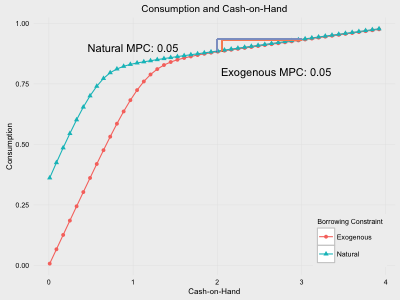 Consumption and Cash-on-Hand
1.00
Natural MPC: 0.05
Exogenous MPC: 0.05
0.75
Consumption
0.50
0.25
Borrowing Constraint
Exogenous
Natural
0.00
0
1
2
3
4
Cash-on-Hand